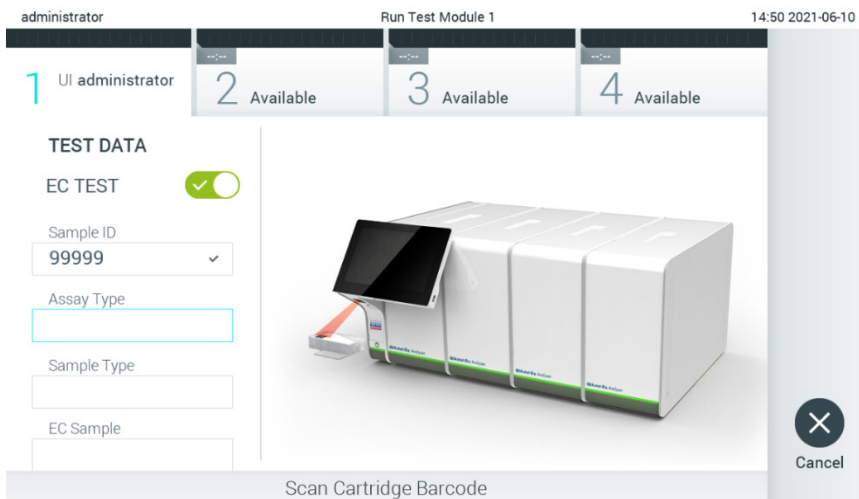 administrator Run Test Module 1 14:50 2021-06-10
--:-- --:-- --:--
1 UI administrator 2 Available 3 Available 4 Available
TEST DATA
EC TEST
Sample ID
99999
Assay Type
Sample Type
EC Sample
Cancel
Scan Cartridge Barcode